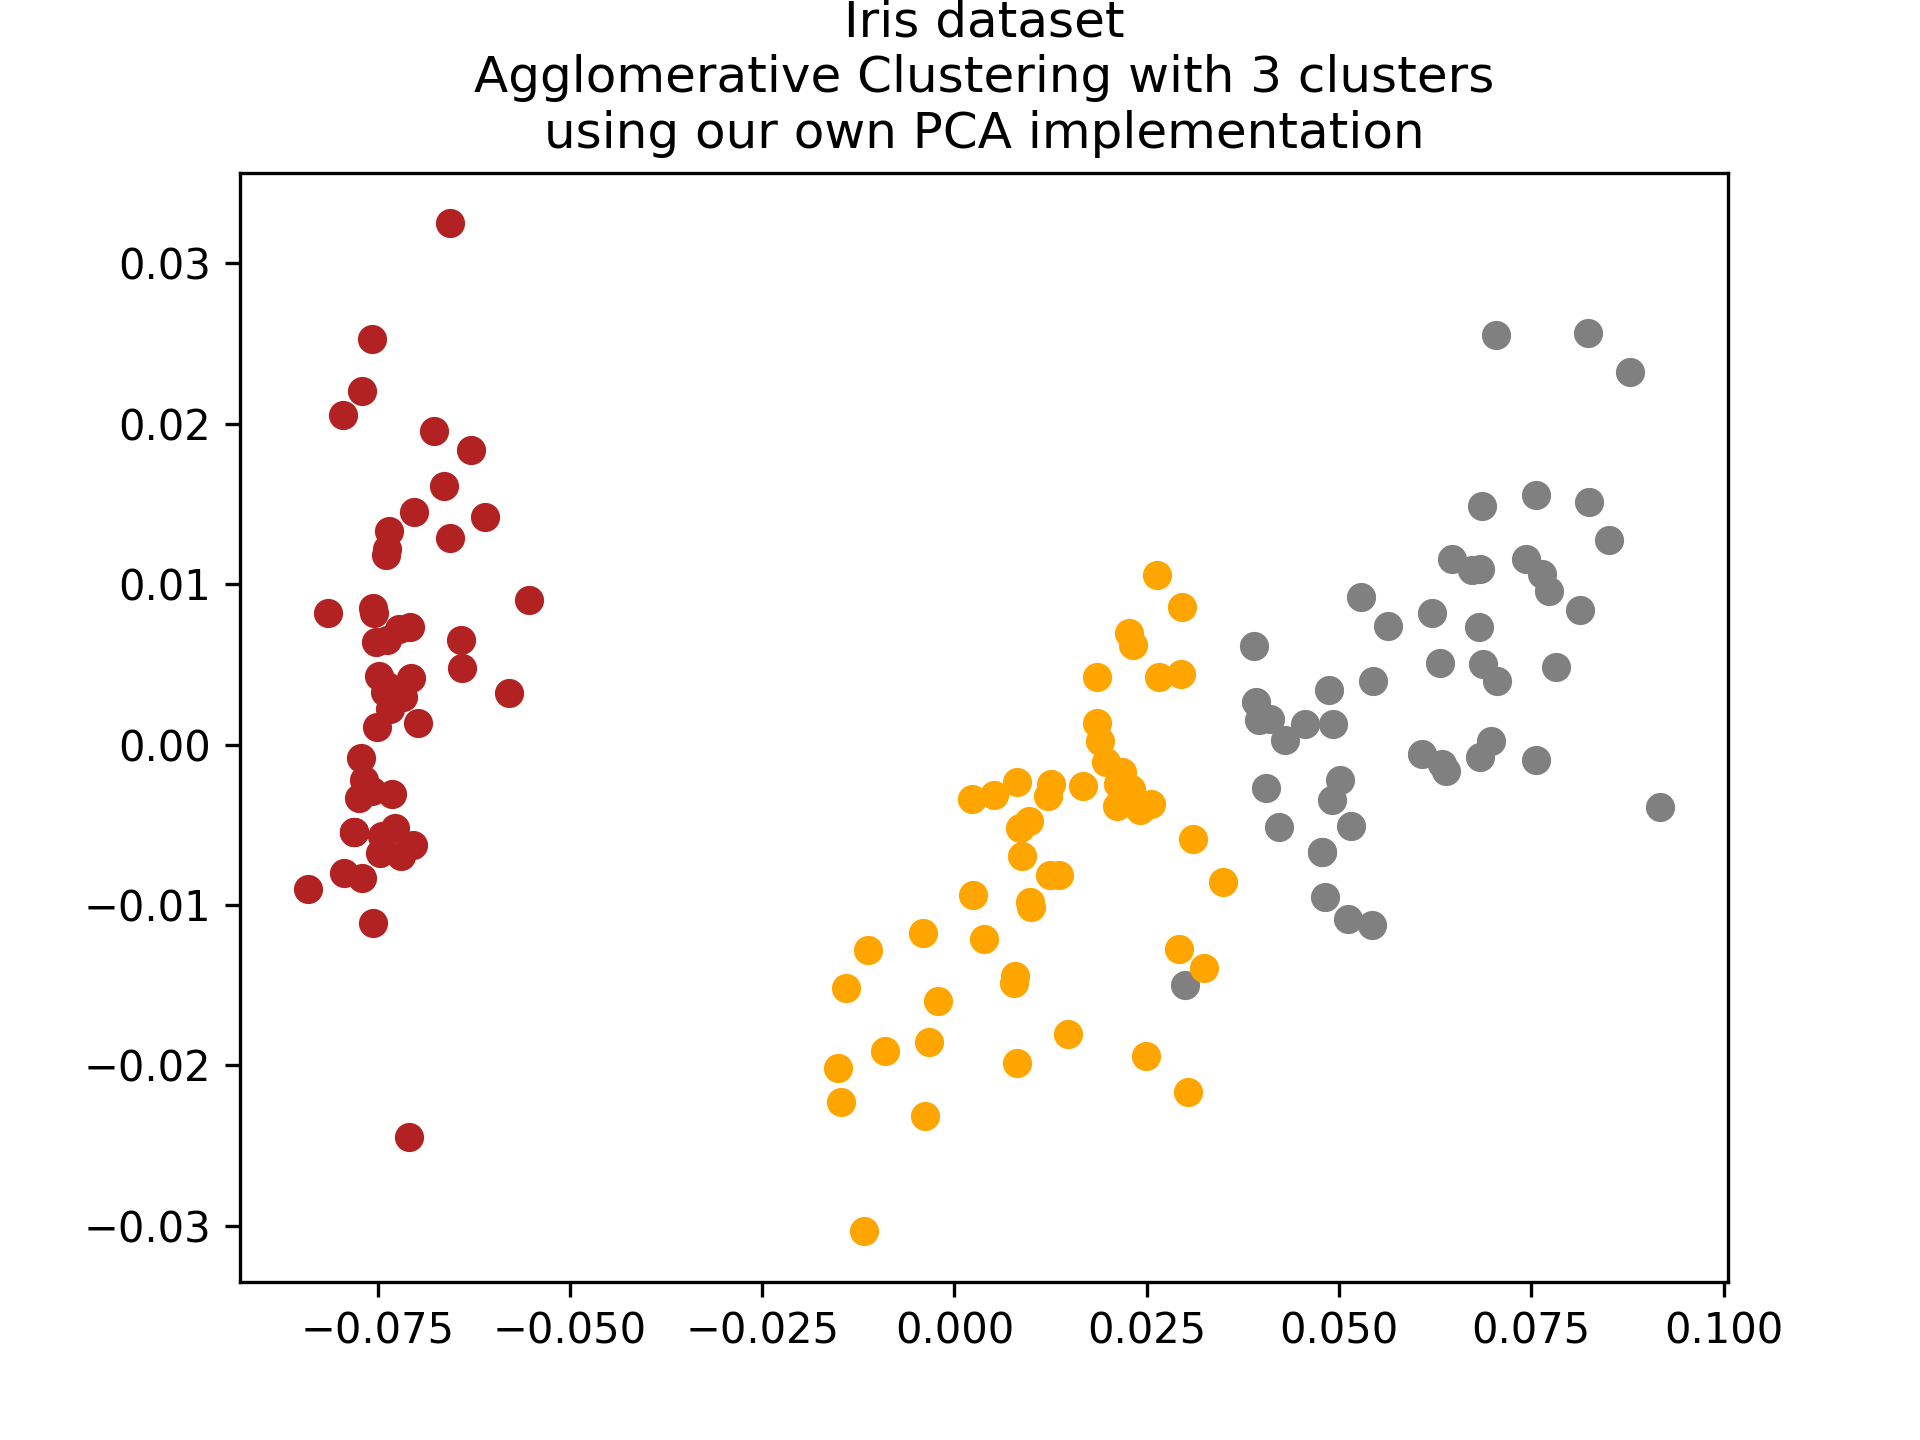 Iris dataset
Agglomerative Clustering with 3 clusters
using our own PCA implementation
0.03
0.02
0.01
0.00
−0.01
−0.02
−0.03
−0.075 −0.050 −0.025 0.000 0.025 0.050 0.075 0.100